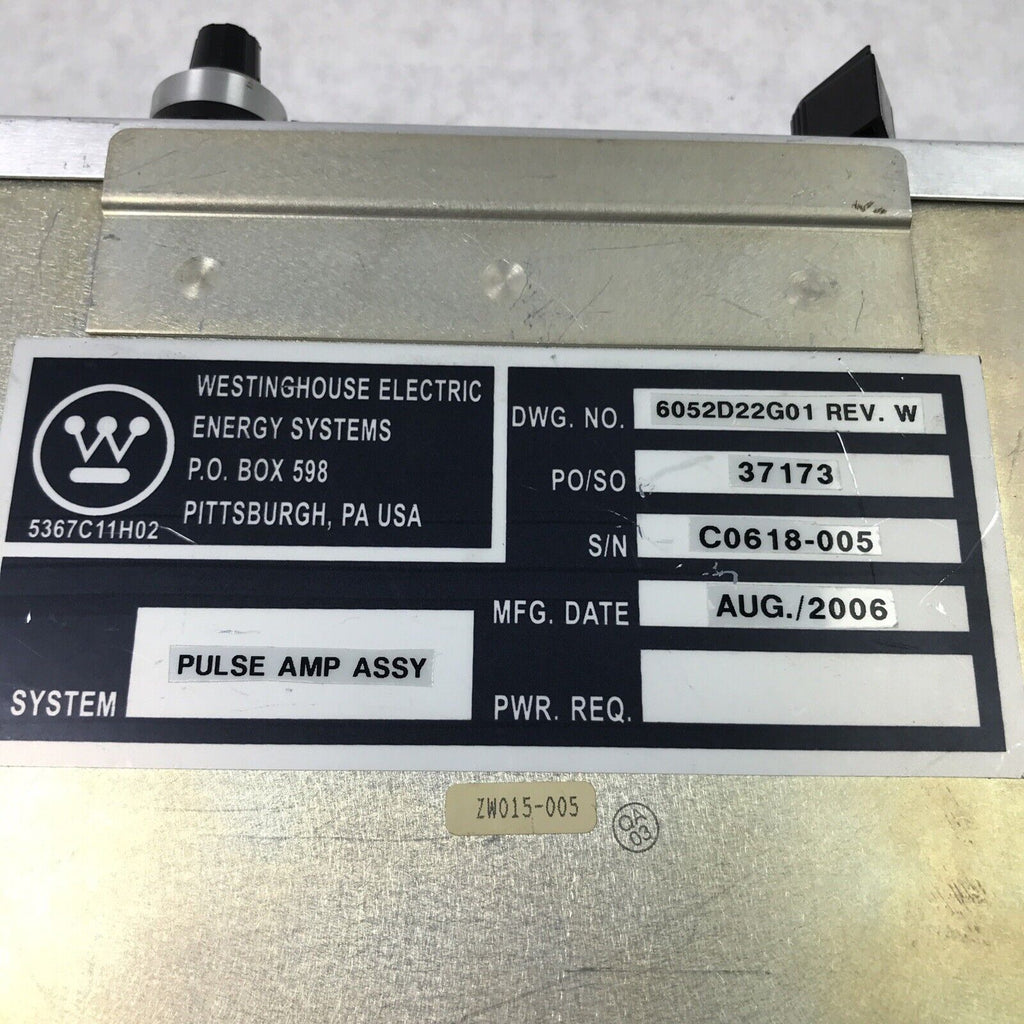 WESTINGHOUSE ELECTRIC
ENERGY SYSTEMS
P.O. BOX 598
PITTSBURGH, PA USA
5367C11H02
DWG. NO. 6052D22G01 REV. W
PO/SO 37173
S/N C0618-005
MFG. DATE AUG./2006
SYSTEM PULSE AMP ASSY
PWR. REQ.
ZW015-005
QA
03